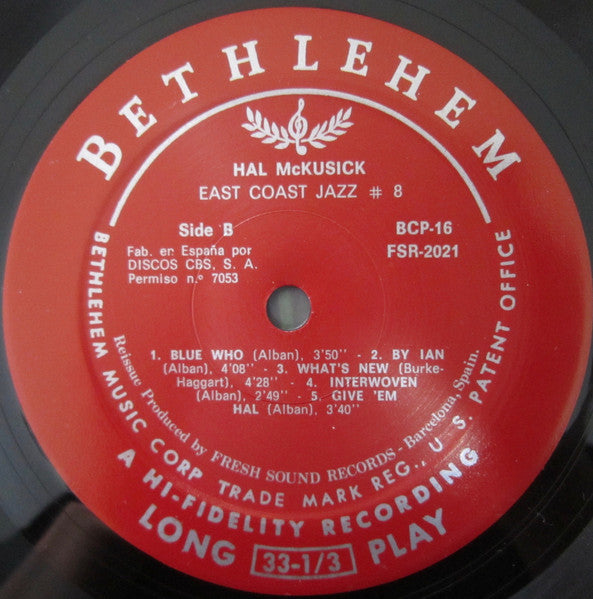 BETHLEHEM
HAL McKUSICK
EAST COAST JAZZ # 8
Side B
BCP-16
Fab. en España por
FSR-2021
DISCOS CBS, S. A.
Permiso n.º 7053
1. BLUE WHO (Alban), 3'50'' - 2. BY IAN
(Alban), 4'08'' - 3. WHAT'S NEW (Burke-
Haggart), 4'28'' - 4. INTERWOVEN
(Alban), 2'49'' - 5. GIVE 'EM
HAL (Alban), 3'40''
Reissue Produced by FRESH SOUND RECORDS - Barcelona, Spain.
BETHLEHEM MUSIC CORP TRADE MARK REG., U. S. PATENT OFFICE
A HI-FIDELITY RECORDING
LONG 33-1/3 PLAY